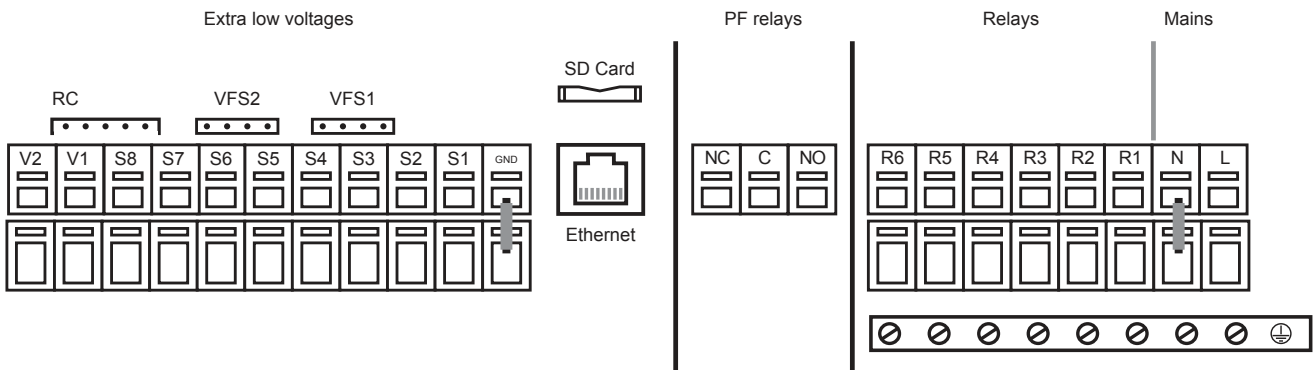 Extra low voltages PF relays Relays Mains
SD Card
RC VFS2 VFS1
V2 V1 S8 S7 S6 S5 S4 S3 S2 S1 GND NC C NO R6 R5 R4 R3 R2 R1 N L
Ethernet